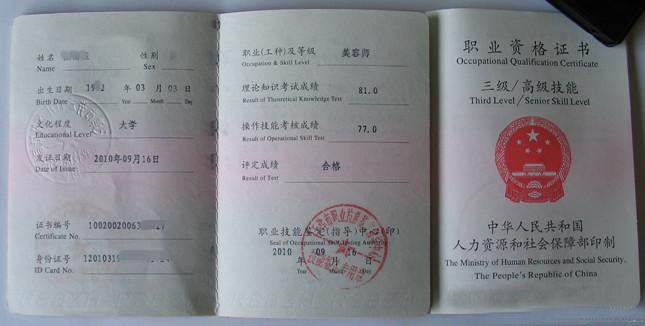 姓名 性别
Name Sex
出生日期 03 03
Birth Date Year Month Day
文化程度 大学
Educational Level
发证日期 2010年09月16日
Date of Issue
证书编号 10020020063
Certificate No.
身份证号 12010319
ID Card No.
职业(工种)及等级 美容师
Occupation & Skill Level
理论知识考试成绩 81.0
Result of Theoretical Knowledge Test
操作技能考核成绩 77.0
Result of Operational Skill Test
评定成绩 合格
Result of Test
职业技能鉴定(指导)中心(印)
Seal of Occupational Skill Testing Authority
2010 09 16
年 月 日
Year Month Day
职业资格证书
Occupational Qualification Certificate
三级/高级技能
Third Level/Senior Skill Level
中华人民共和国
人力资源和社会保障部印制
The Ministry of Human Resources and Social Security,
The People's Republic of China